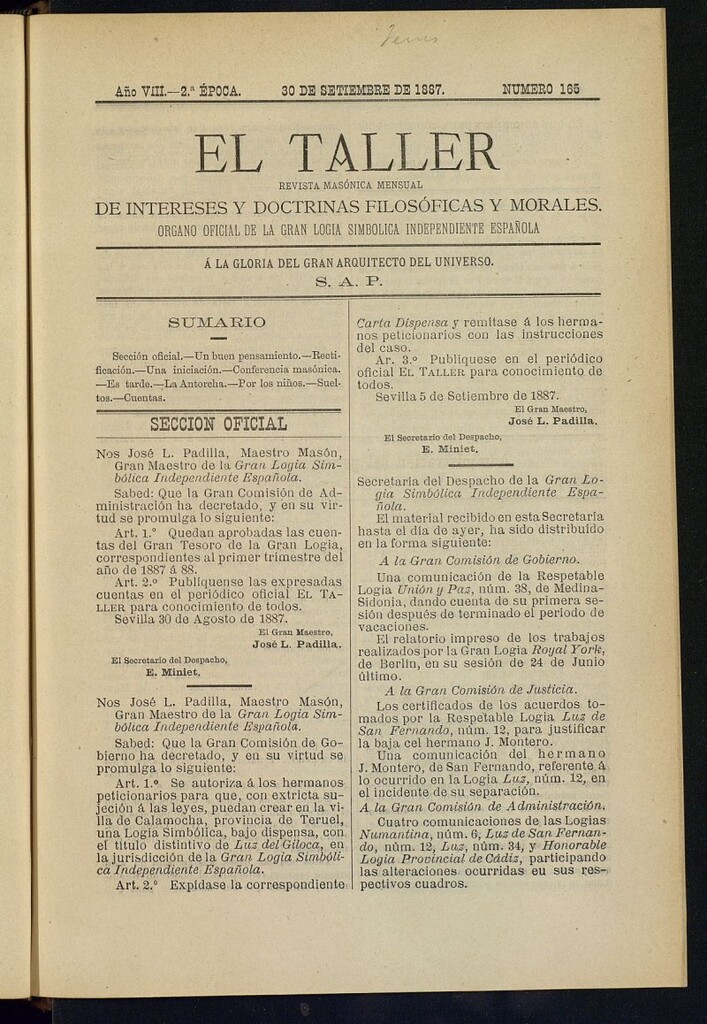 Año VIII.—2.ª ÉPOCA. 30 DE SETIEMBRE DE 1887. NUMERO 165
EL TALLER
REVISTA MASÓNICA MENSUAL
DE INTERESES Y DOCTRINAS FILOSÓFICAS Y MORALES.
ORGANO OFICIAL DE LA GRAN LOGIA SIMBOLICA INDEPENDIENTE ESPAÑOLA
Á LA GLORIA DEL GRAN ARQUITECTO DEL UNIVERSO.
S. A. P.
SUMARIO
Sección oficial.—Un buen pensamiento.—Recti-
ficación.—Una iniciación.—Conferencia masónica.
—Es tarde.—La Antorcha.—Por los niños.—Suel-
tos.—Cuentas.
SECCION OFICIAL
Nos José L. Padilla, Maestro Masón,
Gran Maestro de la Gran Logia Sim-
bólica Independiente Española.
Sabed: Que la Gran Comisión de Ad-
ministración ha decretado, y en su vir-
tud se promulga lo siguiente:
Art. 1.º Quedan aprobadas las cuen-
tas del Gran Tesoro de la Gran Logia,
correspondientes al primer trimestre del
año de 1887 á 88.
Art. 2.º Publíquense las expresadas
cuentas en el periódico oficial EL TA-
LLER para conocimiento de todos.
Sevilla 30 de Agosto de 1887.
El Gran Maestro,
José L. Padilla.
El Secretario del Despacho,
E. Miniet.
Nos José L. Padilla, Maestro Masón,
Gran Maestro de la Gran Logia Sim-
bólica Independiente Española.
Sabed: Que la Gran Comisión de Go-
bierno ha decretado, y en su virtud se
promulga lo siguiente:
Art. 1.º Se autoriza á los hermanos
peticionarios para que, con extricta su-
jeción á las leyes, puedan crear en la vi-
lla de Calamocha, provincia de Teruel,
una Logia Simbólica, bajo dispensa, con
el título distintivo de Luz del Giloca, en
la jurisdicción de la Gran Logia Simbóli-
ca Independiente Española.
Art. 2.º Expídase la correspondiente
Carta Dispensa y remítase á los herma-
nos peticionarios con las instrucciones
del caso.
Ar. 3.º Publíquese en el periódico
oficial EL TALLER para conocimiento de
todos.
Sevilla 5 de Setiembre de 1887.
El Gran Maestro,
José L. Padilla.
El Secretario del Despacho,
E. Miniet.
Secretaría del Despacho de la Gran Lo-
gia Simbólica Independiente Espa-
ñola.
El material recibido en esta Secretaría
hasta el día de ayer, ha sido distribuído
en la forma siguiente:
A la Gran Comisión de Gobierno.
Una comunicación de la Respetable
Logia Unión y Paz, núm. 38, de Medina-
Sidonia, dando cuenta de su primera se-
sión después de terminado el período de
vacaciones.
El relatorio impreso de los trabajos
realizados por la Gran Logia Royal York,
de Berlin, en su sesión de 24 de Junio
último.
A la Gran Comisión de Justicia.
Los certificados de los acuerdos to-
mados por la Respetable Logia Luz de
San Fernando, núm. 12, para justificar
la baja cel hermano J. Montero.
Una comunicación del hermano
J. Montero, de San Fernando, referente á
lo ocurrido en la Logia Luz, núm. 12, en
el incidente de su separación.
A la Gran Comisión de Administración.
Cuatro comunicaciones de las Logias
Numantina, núm. 6, Luz de San Fernan-
do, núm. 12, Luz, núm. 34, y Honorable
Logia Provincial de Cádiz, participando
las alteraciones ocurridas eu sus res-
pectivos cuadros.